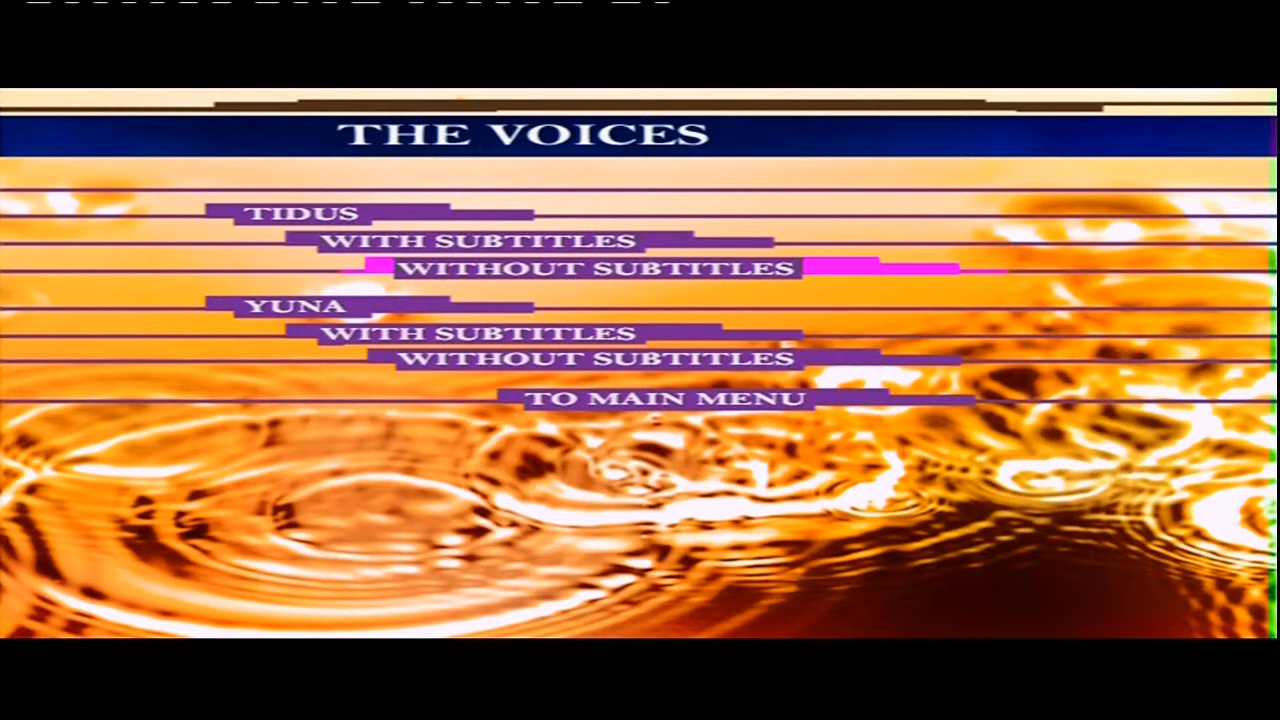 THE VOICES
TIDUS
WITH SUBTITLES
WITHOUT SUBTITLES
YUNA
WITH SUBTITLES
WITHOUT SUBTITLES
TO MAIN MENU